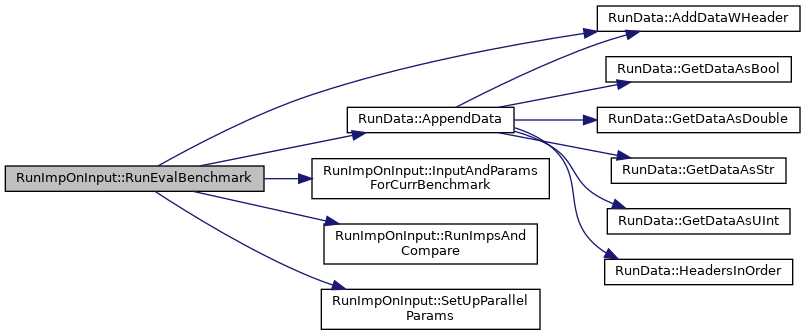 RunImpOnInput::RunEvalBenchmark
RunData::AppendData
RunImpOnInput::InputAndParams
ForCurrBenchmark
RunImpOnInput::RunImpsAnd
Compare
RunImpOnInput::SetUpParallel
Params
RunData::AddDataWHeader
RunData::GetDataAsBool
RunData::GetDataAsDouble
RunData::GetDataAsStr
RunData::GetDataAsUInt
RunData::HeadersInOrder